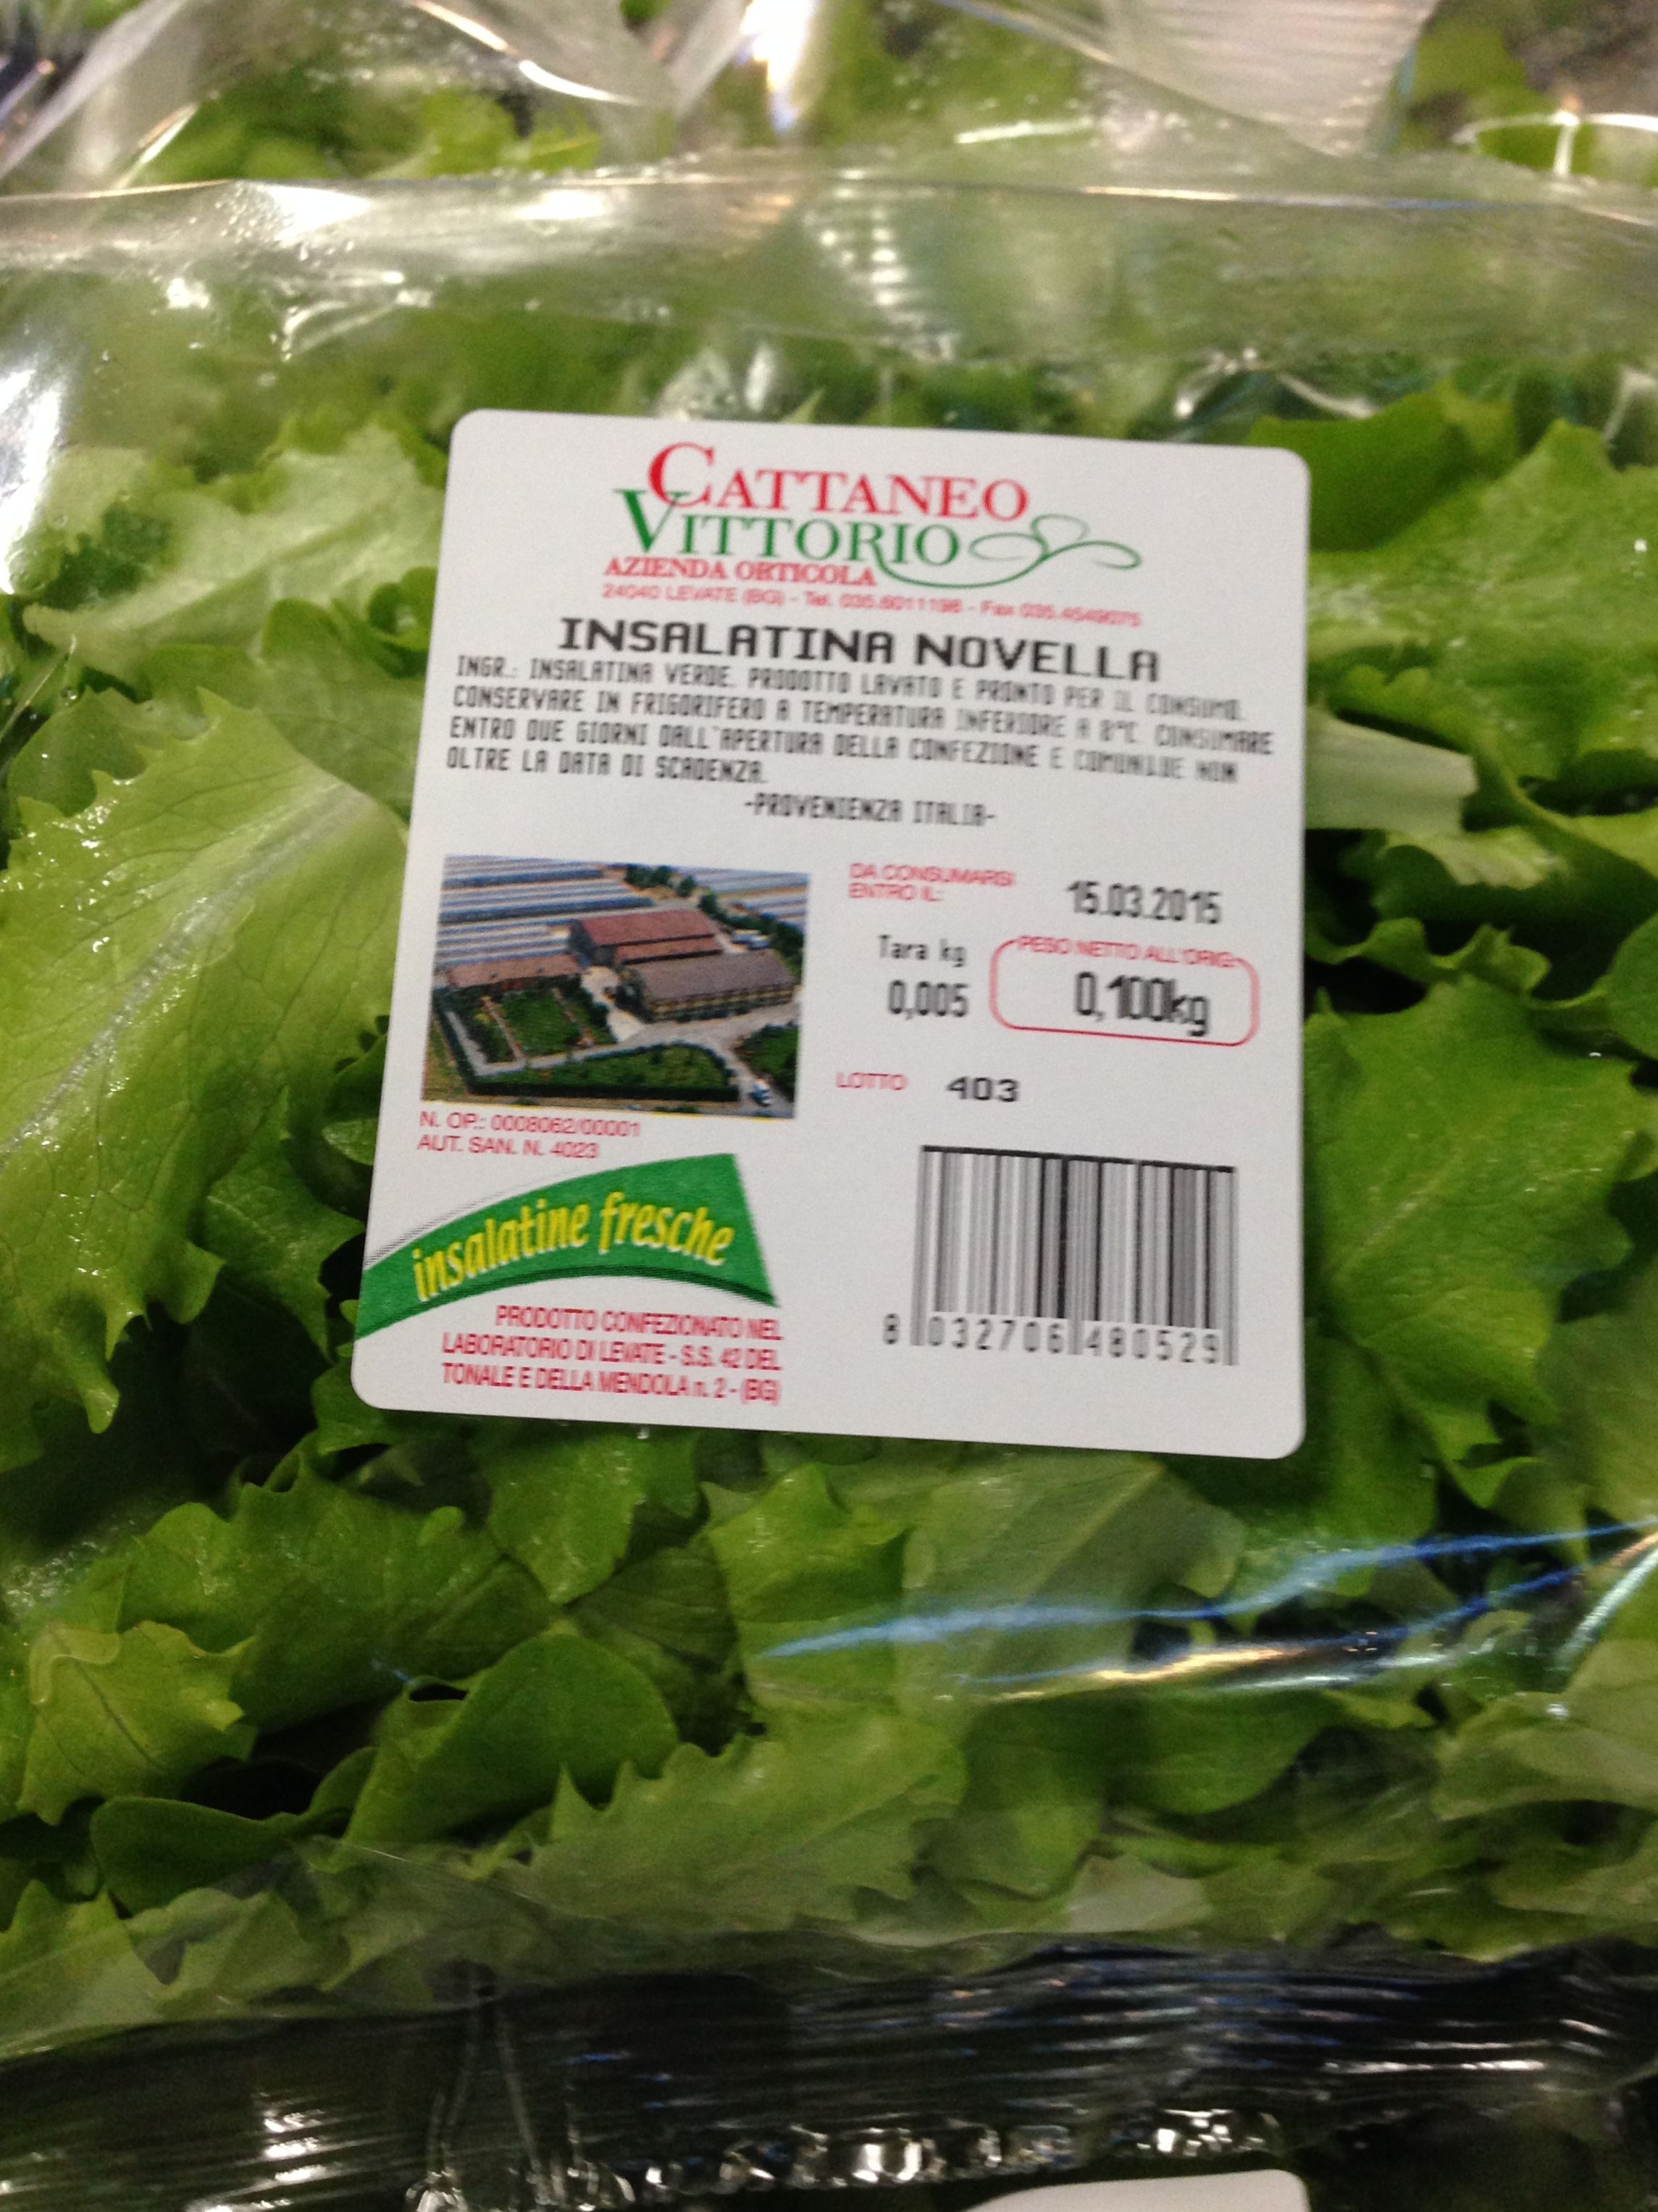 CATTANEO
VITTORIO
AZIENDA ORTICOLA
24040 LEVATE (BG) - Tel. 035.6011198 - Fax 035.4549075
INSALATINA NOVELLA
INGR.: INSALATINA VERDE. PRODOTTO LAVATO E PRONTO PER IL CONSUMO.
CONSERVARE IN FRIGORIFERO A TEMPERATURA INFERIORE A 8°C. CONSUMARE
ENTRO DUE GIORNI DALL'APERTURA DELLA CONFEZIONE E COMUNQUE NON
OLTRE LA DATA DI SCADENZA.
-PROVENIENZA ITALIA-
DA CONSUMARSI
ENTRO IL: 15.03.2015
Tara kg PESO NETTO ALL'ORIG.
0,005 0,100kg
LOTTO 403
N. OP.: 0008062/00001
AUT. SAN. N. 4023
insalatine fresche
PRODOTTO CONFEZIONATO NEL
LABORATORIO DI LEVATE - S.S. 42 DEL
TONALE E DELLA MENDOLA n. 2 - (BG)
8 032706 480529